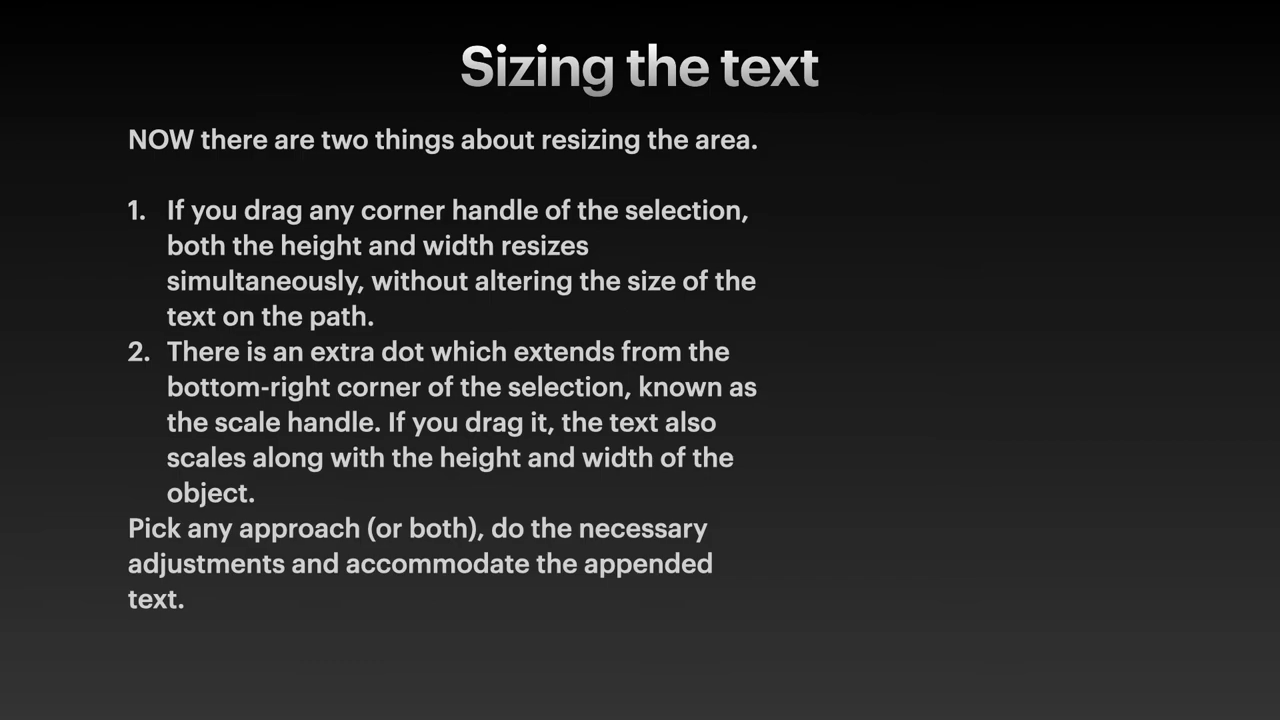 Sizing the text
NOW there are two things about resizing the area.
1. If you drag any corner handle of the selection,
both the height and width resizes
simultaneously, without altering the size of the
text on the path.
2. There is an extra dot which extends from the
bottom-right corner of the selection, known as
the scale handle. If you drag it, the text also
scales along with the height and width of the
object.
Pick any approach (or both), do the necessary
adjustments and accommodate the appended
text.